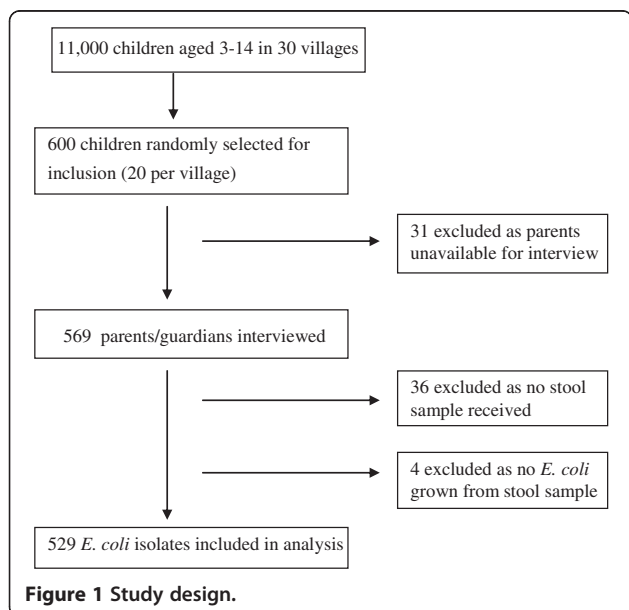 11,000 children aged 3-14 in 30 villages
600 children randomly selected for
inclusion (20 per village)
31 excluded as parents
unavailable for interview
569 parents/guardians interviewed
36 excluded as no stool
sample received
4 excluded as no E. coli
grown from stool sample
529 E. coli isolates included in analysis
Figure 1 Study design.